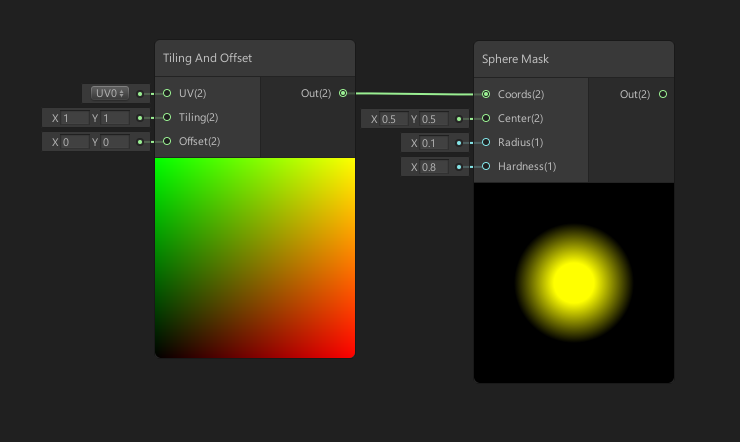 Tiling And Offset
UV0 UV(2) Out(2)
X 1 Y 1 Tiling(2)
X 0 Y 0 Offset(2)
Sphere Mask
Coords(2) Out(2)
X 0.5 Y 0.5 Center(2)
X 0.1 Radius(1)
X 0.8 Hardness(1)